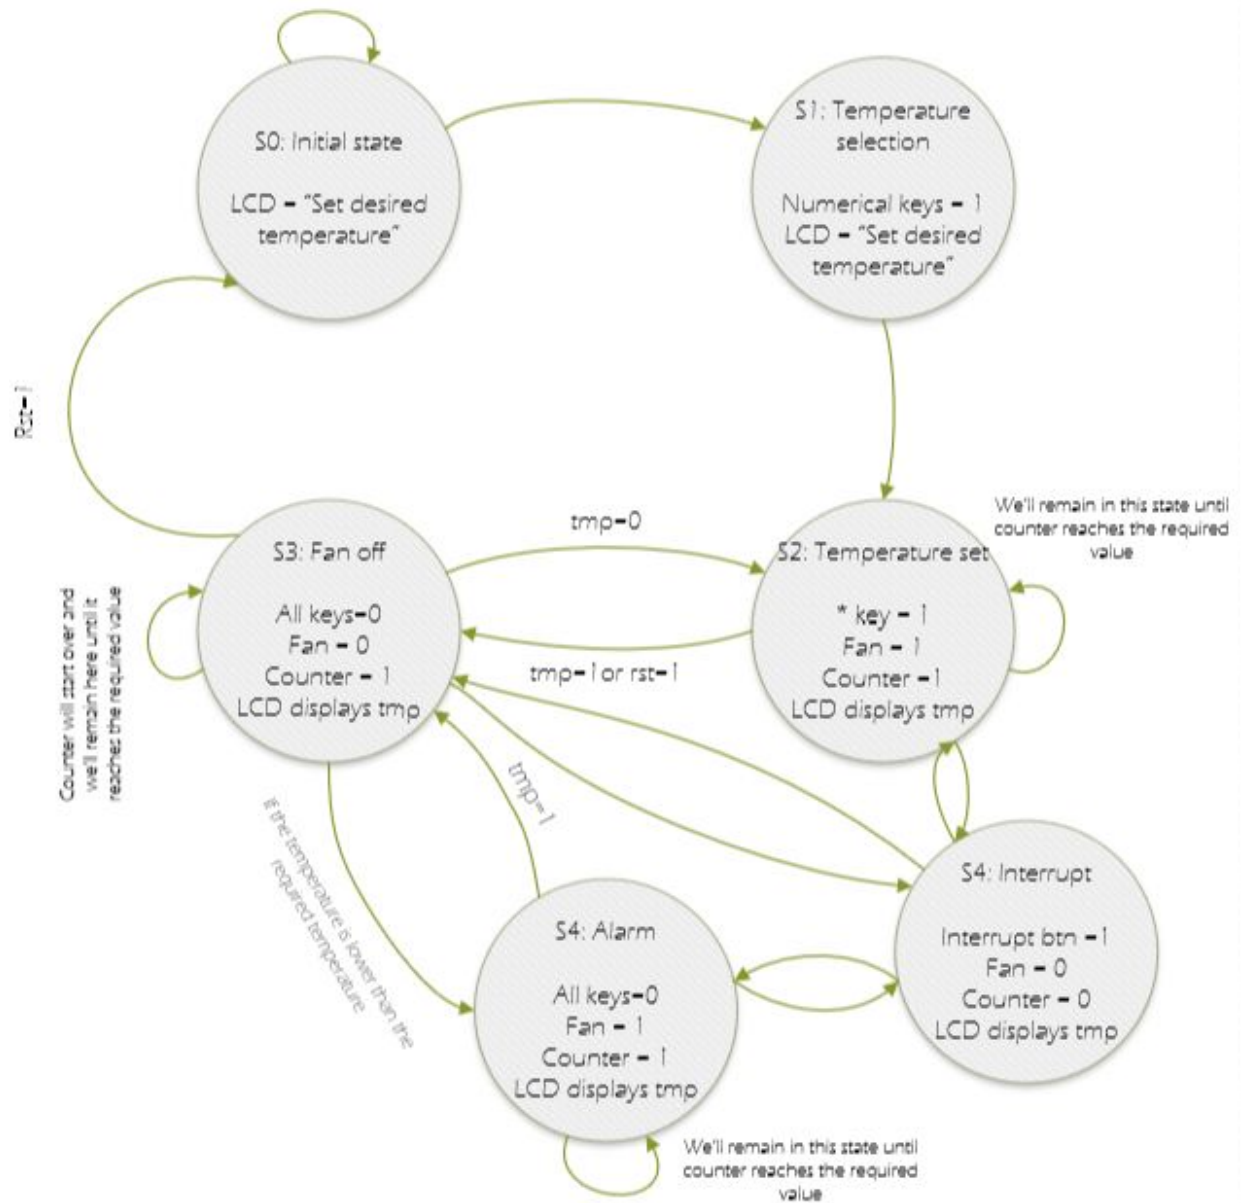 S0: Initial state
LCD = "Set desired
temperature"
S1: Temperature
selection
Numerical keys = 1
LCD = "Set desired
temperature"
Rst=1
S3: Fan off
All keys=0
Fan = 0
Counter = 1
LCD displays tmp
Counter will start over and
we'll remain here until it
reaches the required value
tmp=0
tmp=1 or rst=1
S2: Temperature set
* key = 1
Fan = 1
Counter =1
LCD displays tmp
We'll remain in this state until
counter reaches the required
value
tmp=1
If the temperature is lower than the
required temperature
S4: Alarm
All keys=0
Fan = 1
Counter = 1
LCD displays tmp
We'll remain in this state until
counter reaches the required
value
S4: Interrupt
Interrupt btn =1
Fan = 0
Counter = 0
LCD displays tmp